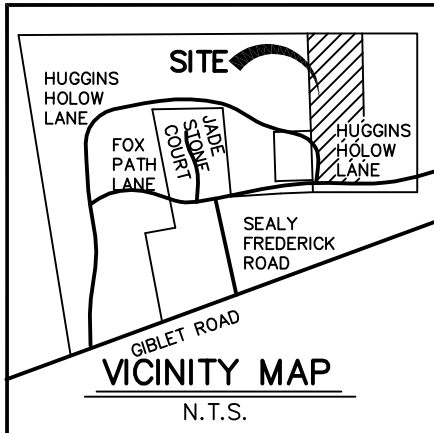 SITE
HUGGINS
HOLOW
LANE
FOX
PATH
LANE
JADE
STONE
COURT
HUGGINS
HOLOW
LANE
SEALY
FREDERICK
ROAD
GIBLET ROAD
VICINITY MAP
N.T.S.